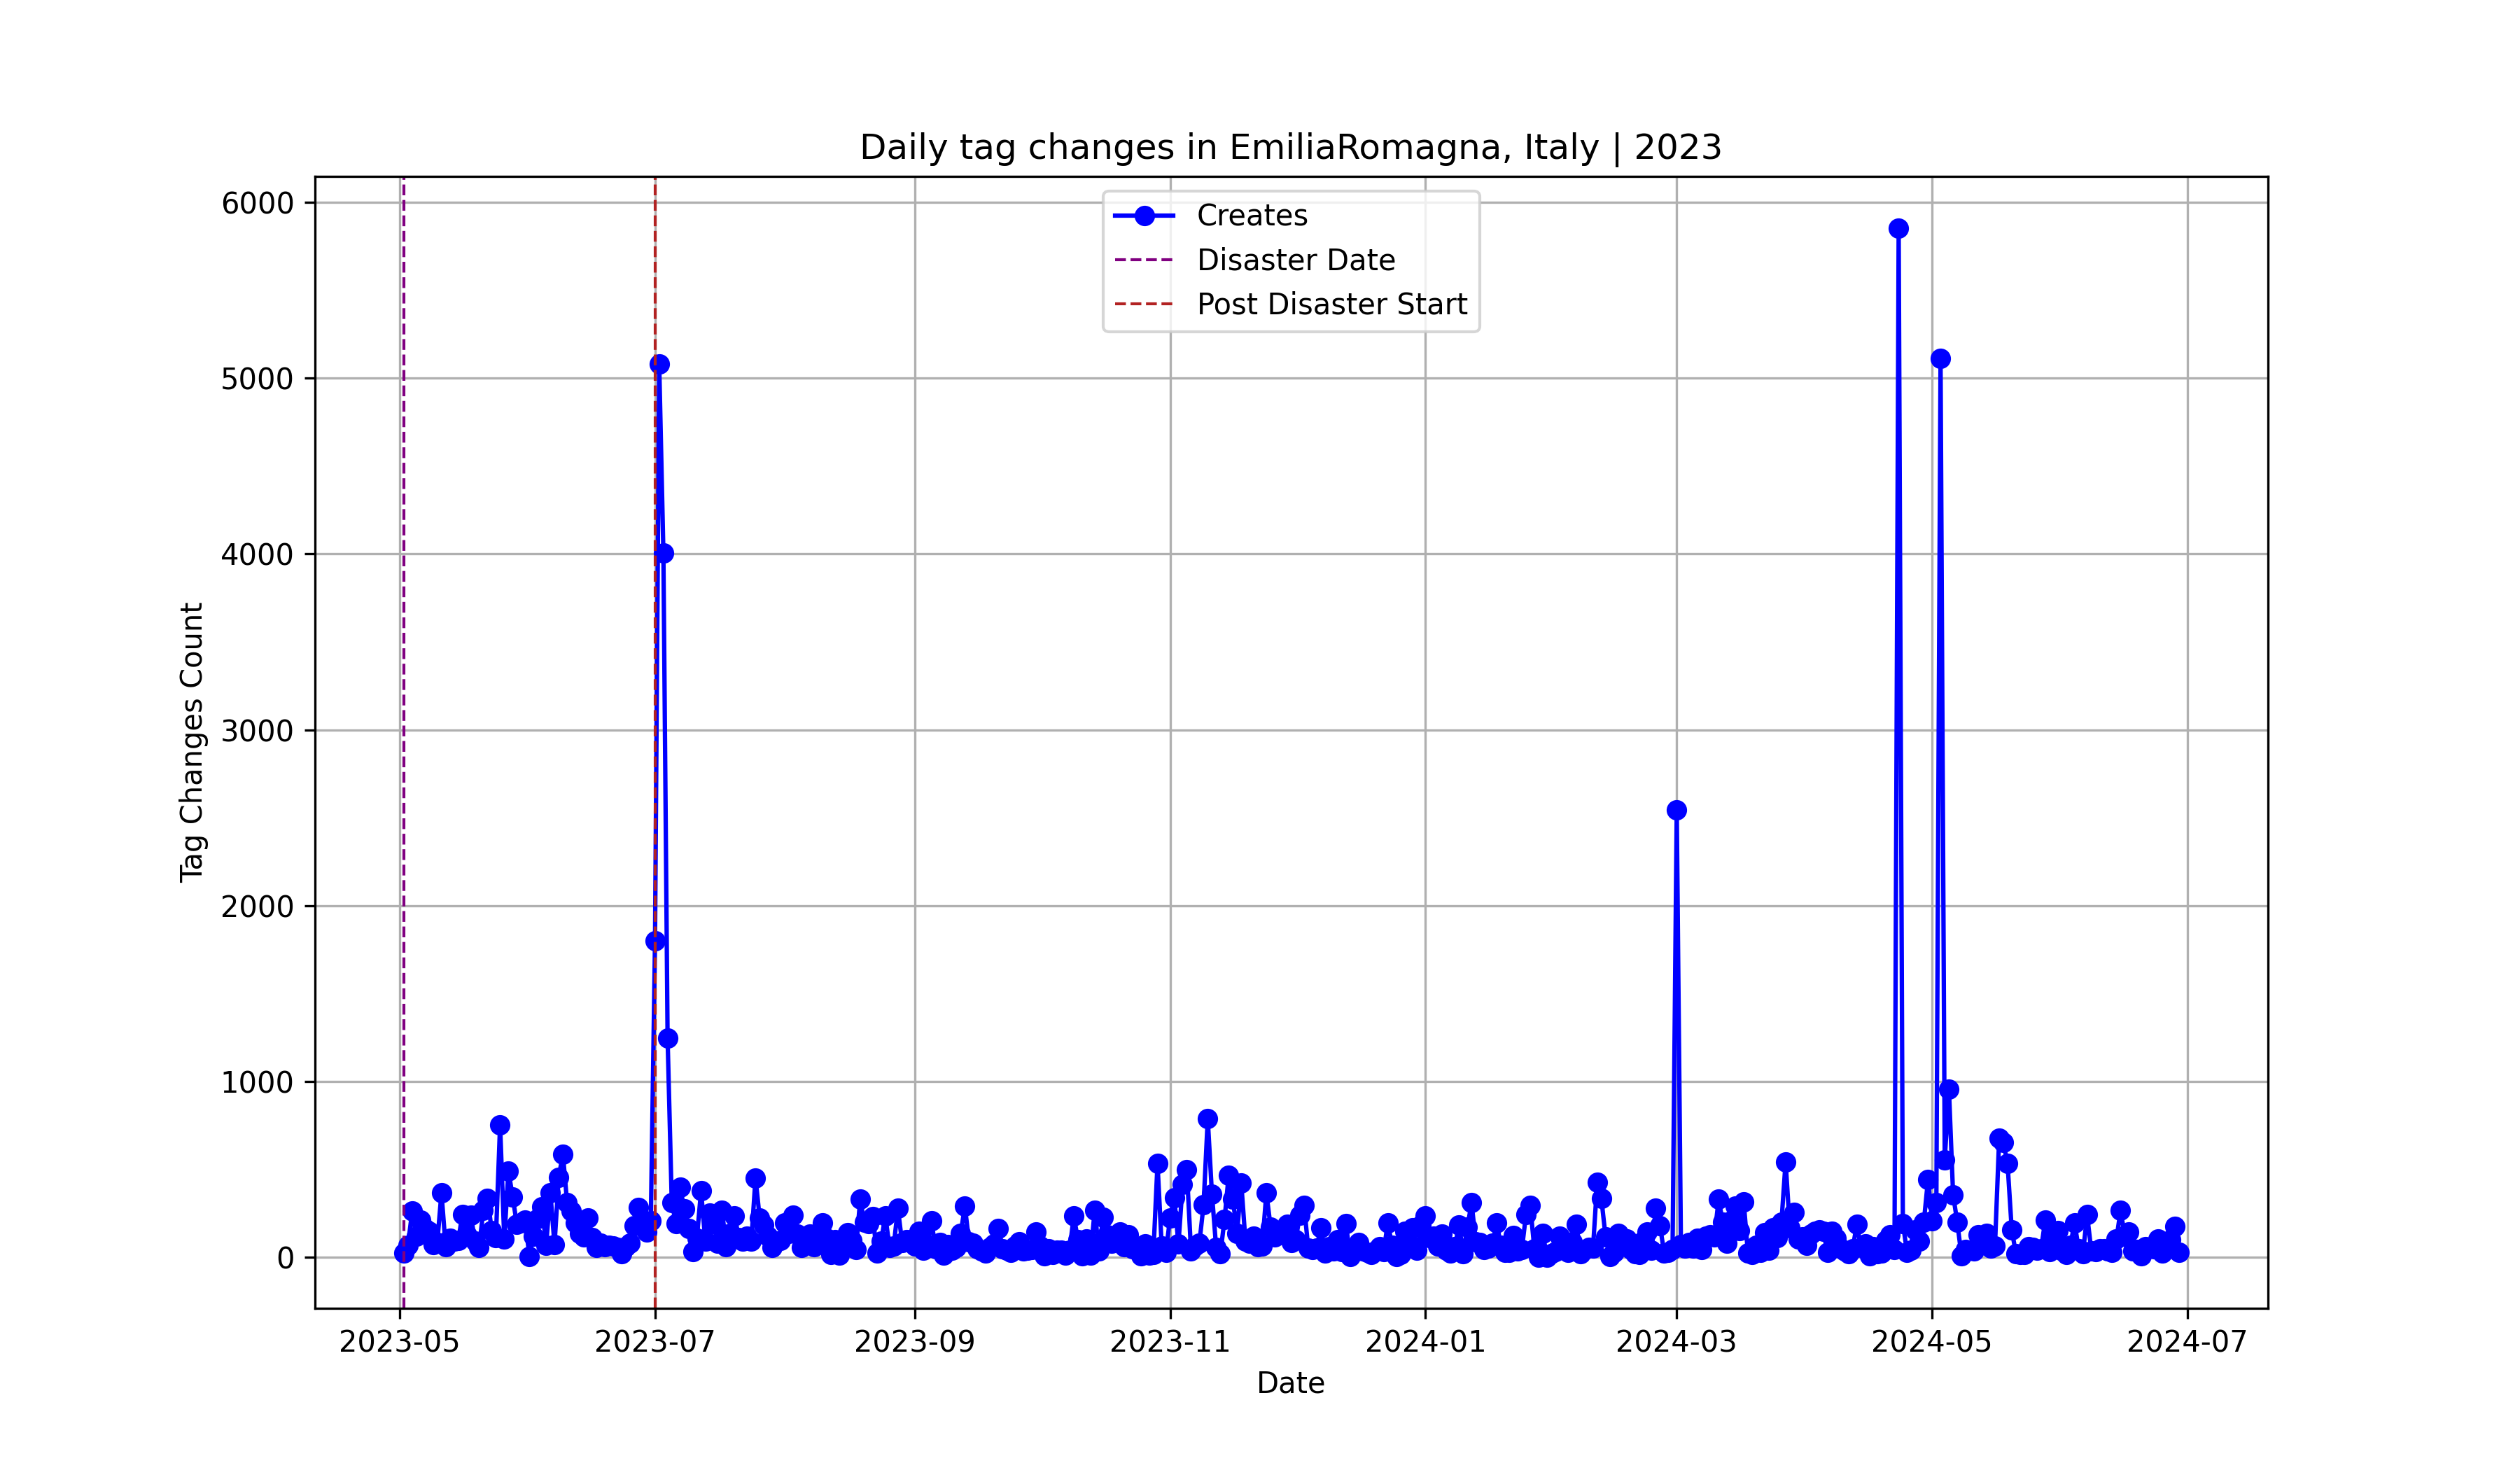 Daily tag changes in EmiliaRomagna, Italy | 2023
Creates
Disaster Date
Post Disaster Start
Tag Changes Count
6000
5000
4000
3000
2000
1000
0
2023-05 2023-07 2023-09 2023-11 2024-01 2024-03 2024-05 2024-07
Date